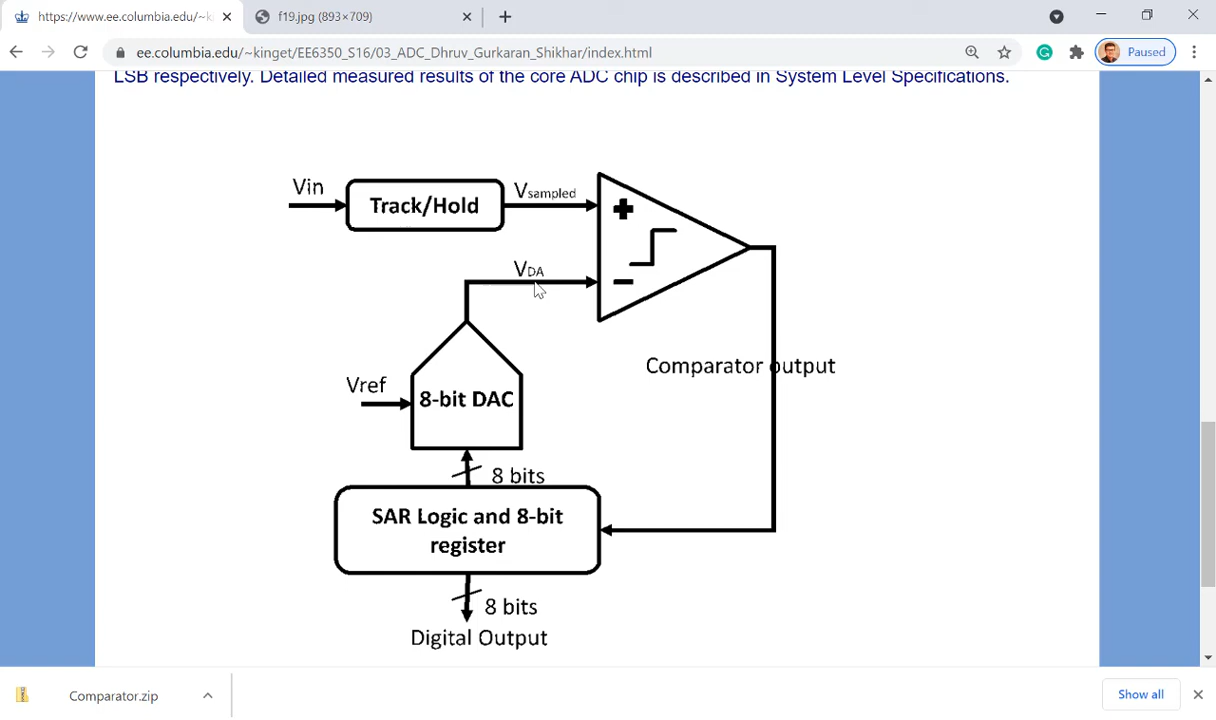 https://www.ee.columbia.edu/~ki
f19.jpg (893×709)
ee.columbia.edu/~kinget/EE6350_S16/03_ADC_Dhruv_Gurkaran_Shikhar/index.html
Paused
LSB respectively. Detailed measured results of the core ADC chip is described in System Level Specifications.
Vin
Track/Hold
Vsampled
VDA
Vref
8-bit DAC
Comparator output
8 bits
SAR Logic and 8-bit
register
8 bits
Digital Output
Comparator.zip
Show all